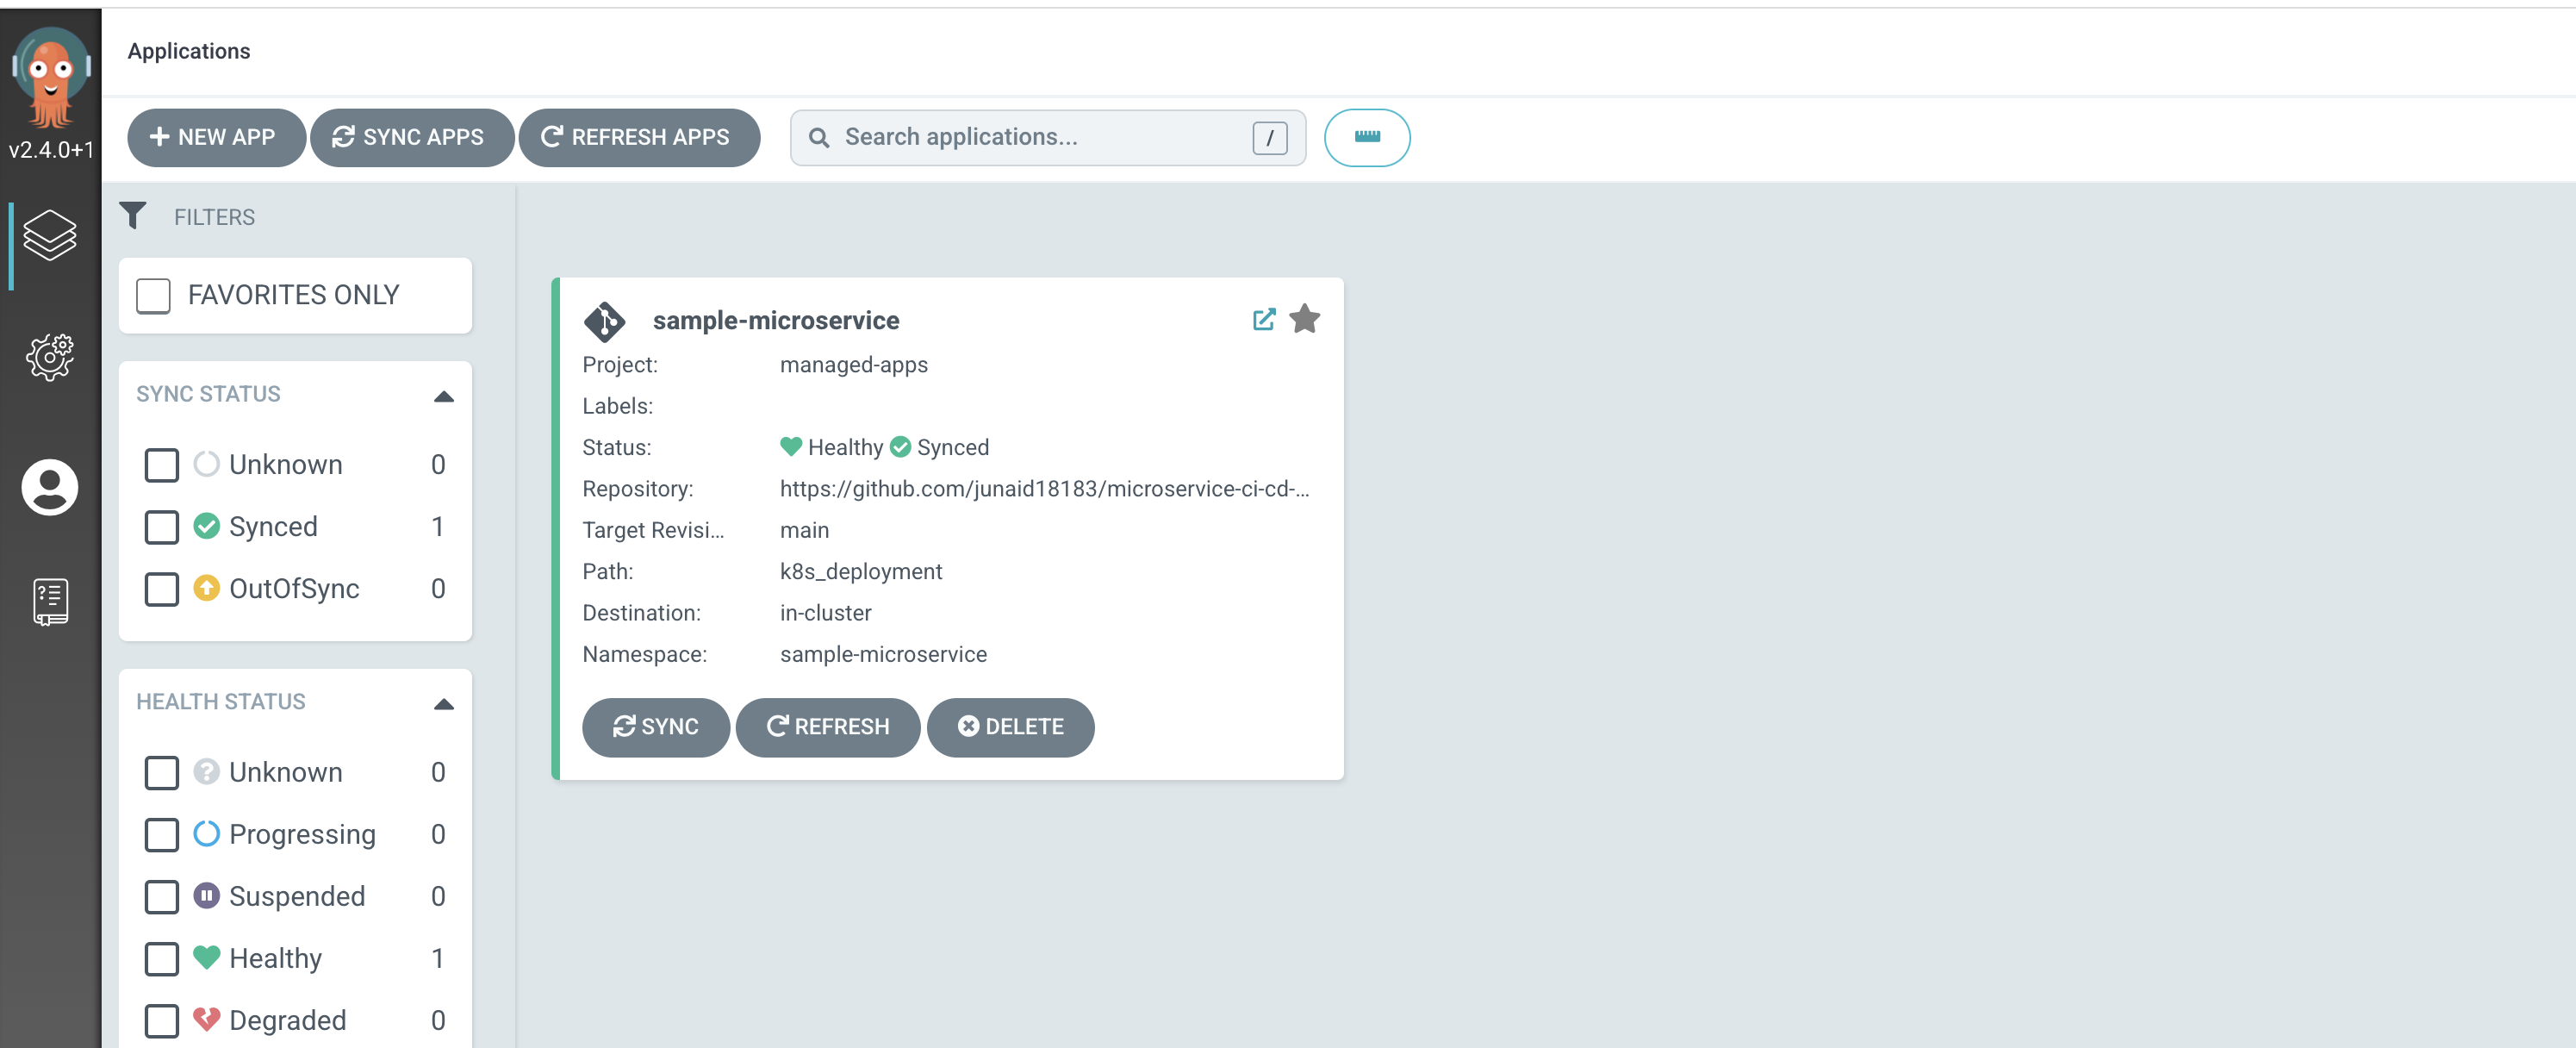 Applications
v2.4.0+1
NEW APP
SYNC APPS
REFRESH APPS
Search applications...
/
FILTERS
FAVORITES ONLY
SYNC STATUS
Unknown 0
Synced 1
OutOfSync 0
HEALTH STATUS
Unknown 0
Progressing 0
Suspended 0
Healthy 1
Degraded 0
sample-microservice
Project: managed-apps
Labels:
Status: Healthy Synced
Repository: https://github.com/junaid18183/microservice-ci-cd-...
Target Revisi... main
Path: k8s_deployment
Destination: in-cluster
Namespace: sample-microservice
SYNC
REFRESH
DELETE